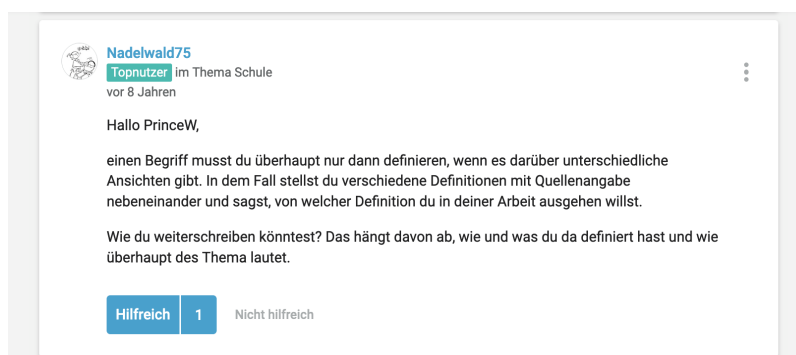 Nadelwald75
Topnutzer im Thema Schule
vor 8 Jahren
Hallo PrinceW,
einen Begriff musst du überhaupt nur dann definieren, wenn es darüber unterschiedliche
Ansichten gibt. In dem Fall stellst du verschiedene Definitionen mit Quellenangabe
nebeneinander und sagst, von welcher Definition du in deiner Arbeit ausgehen willst.
Wie du weiterschreiben könntest? Das hängt davon ab, wie und was du da definiert hast und wie
überhaupt des Thema lautet.
Hilfreich 1 Nicht hilfreich